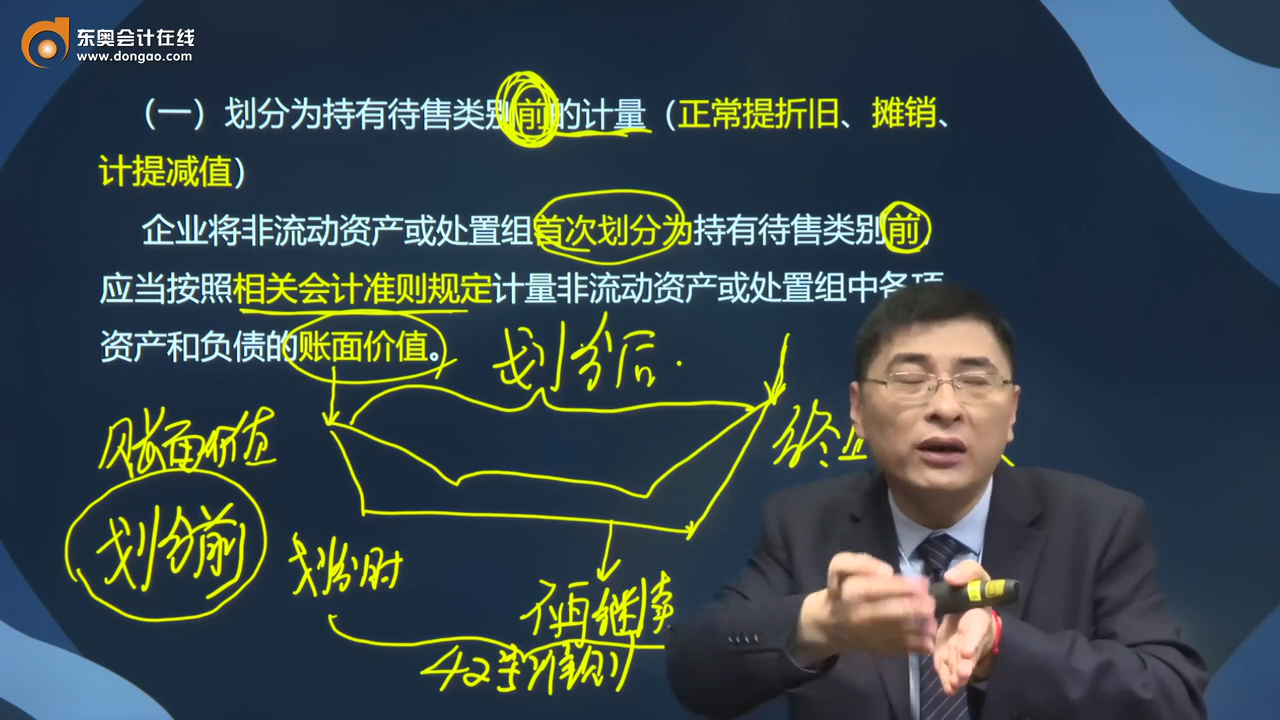 东奥会计在线
www.dongao.com
（一）划分为持有待售类别前的计量（正常提折旧、摊销、
计提减值）
企业将非流动资产或处置组首次划分为持有待售类别前，
应当按照相关会计准则规定计量非流动资产或处置组中各项
资产和负债的账面价值。
划分后
账面价值
终止
划分前
划分时
不再继续
42号准则